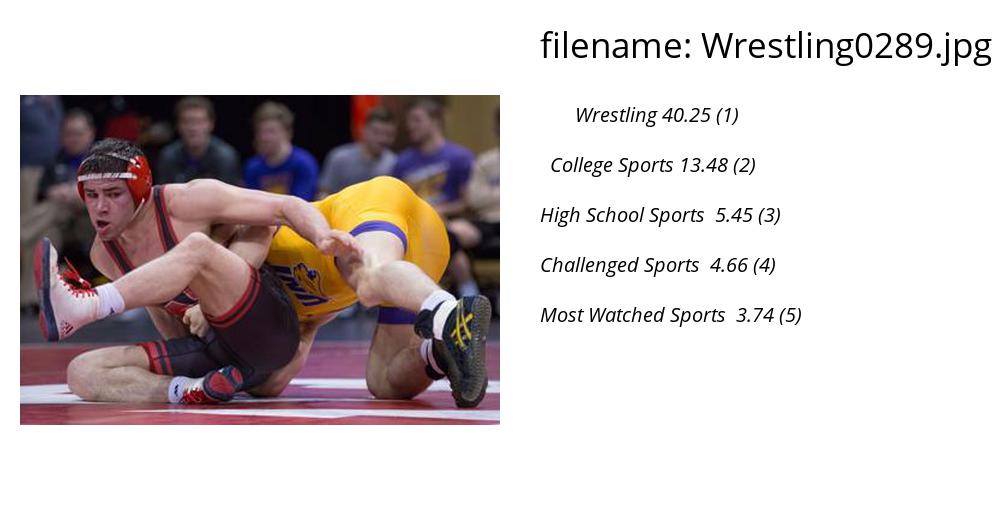 filename: Wrestling0289.jpg
Wrestling 40.25 (1)
College Sports 13.48 (2)
High School Sports 5.45 (3)
Challenged Sports 4.66 (4)
Most Watched Sports 3.74 (5)
UNI